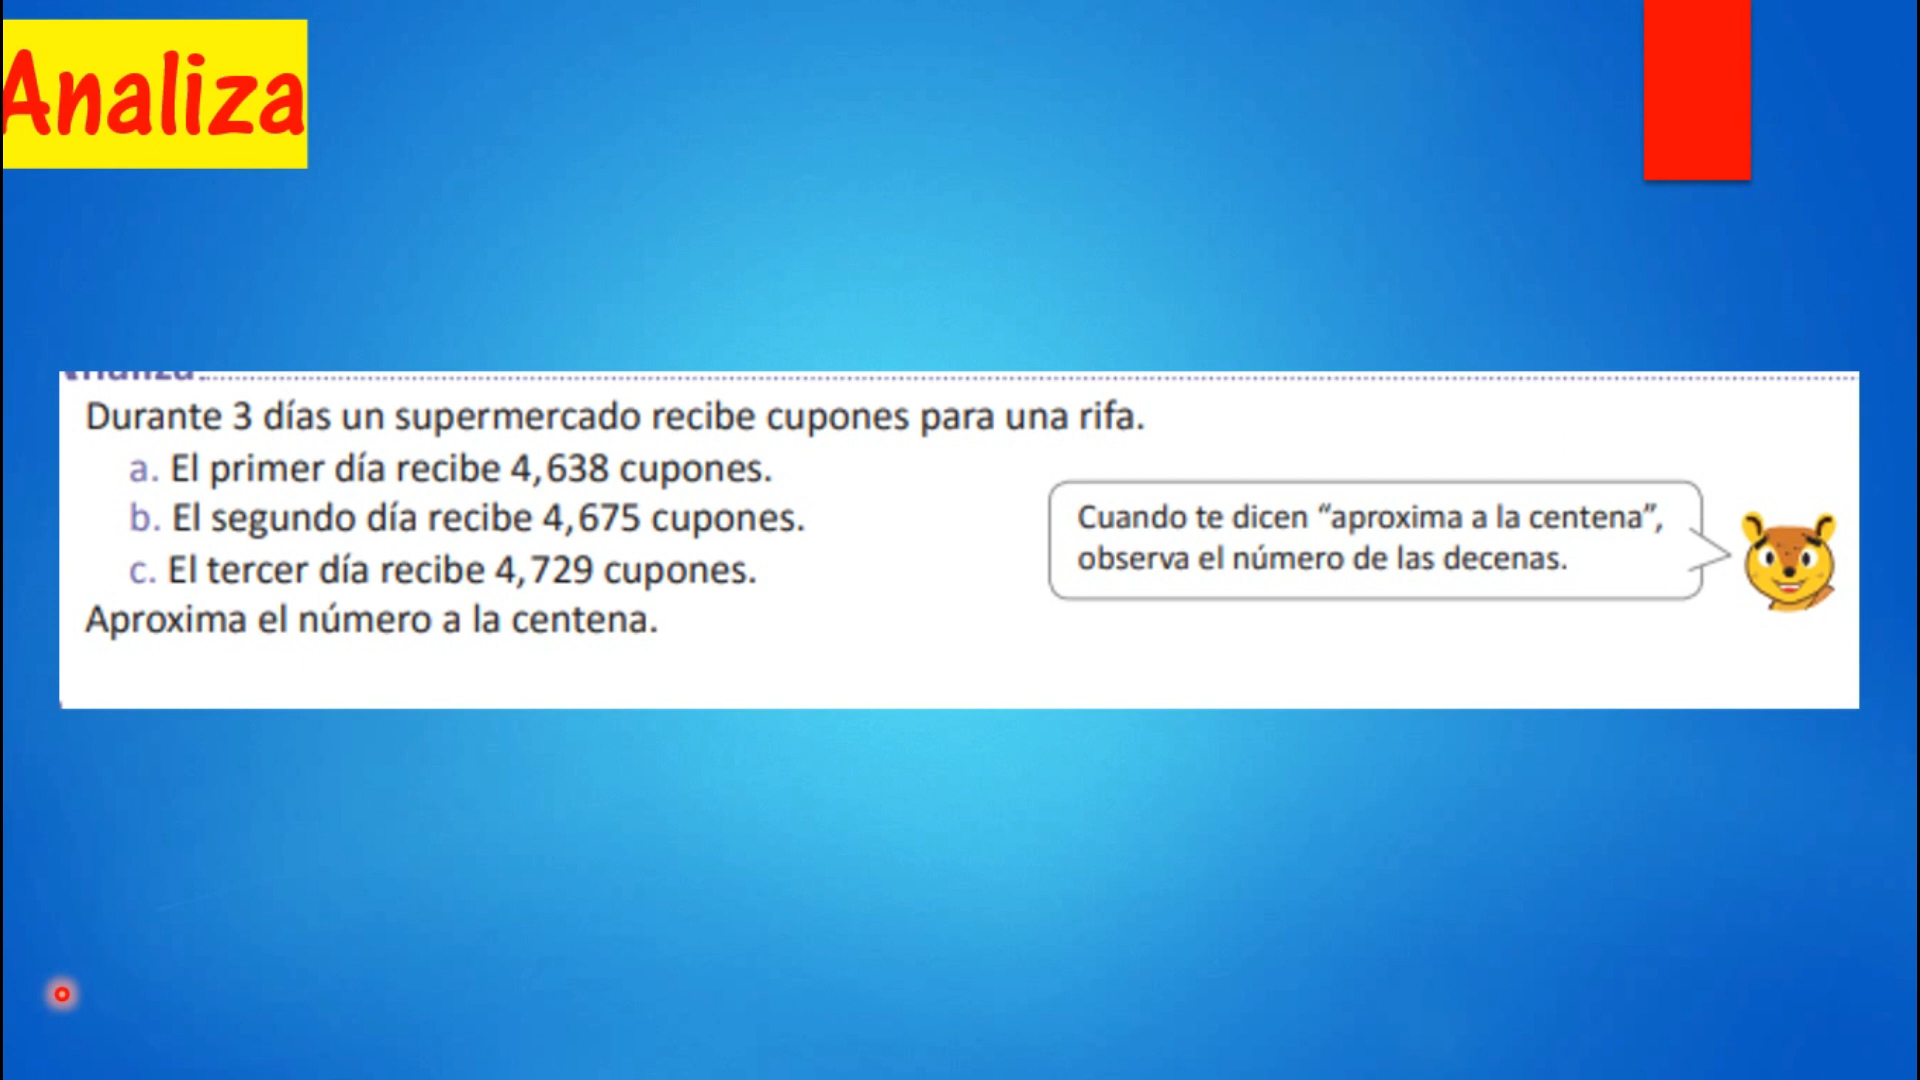 Analiza
Durante 3 días un supermercado recibe cupones para una rifa.
a. El primer día recibe 4,638 cupones.
b. El segundo día recibe 4,675 cupones.
c. El tercer día recibe 4,729 cupones.
Aproxima el número a la centena.
Cuando te dicen “aproxima a la centena”,
observa el número de las decenas.